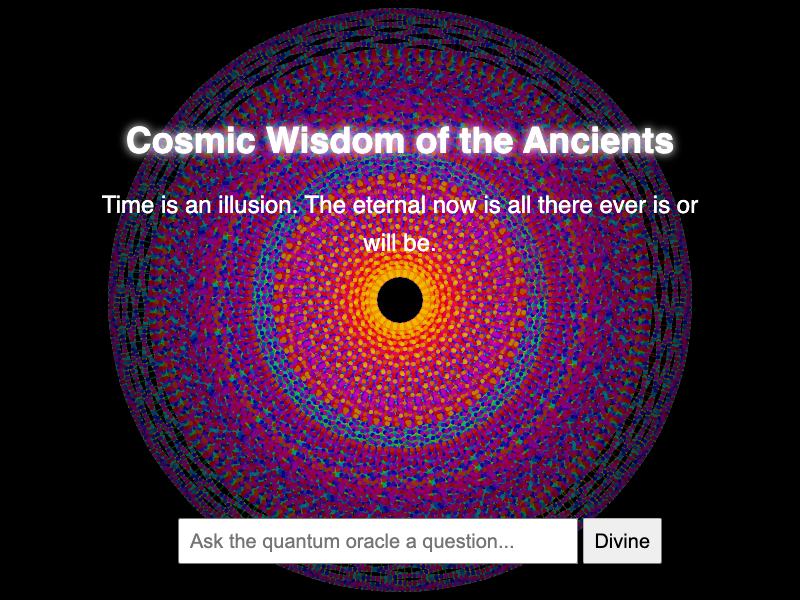 Cosmic Wisdom of the Ancients
Time is an illusion. The eternal now is all there ever is or
will be.
Ask the quantum oracle a question...
Divine